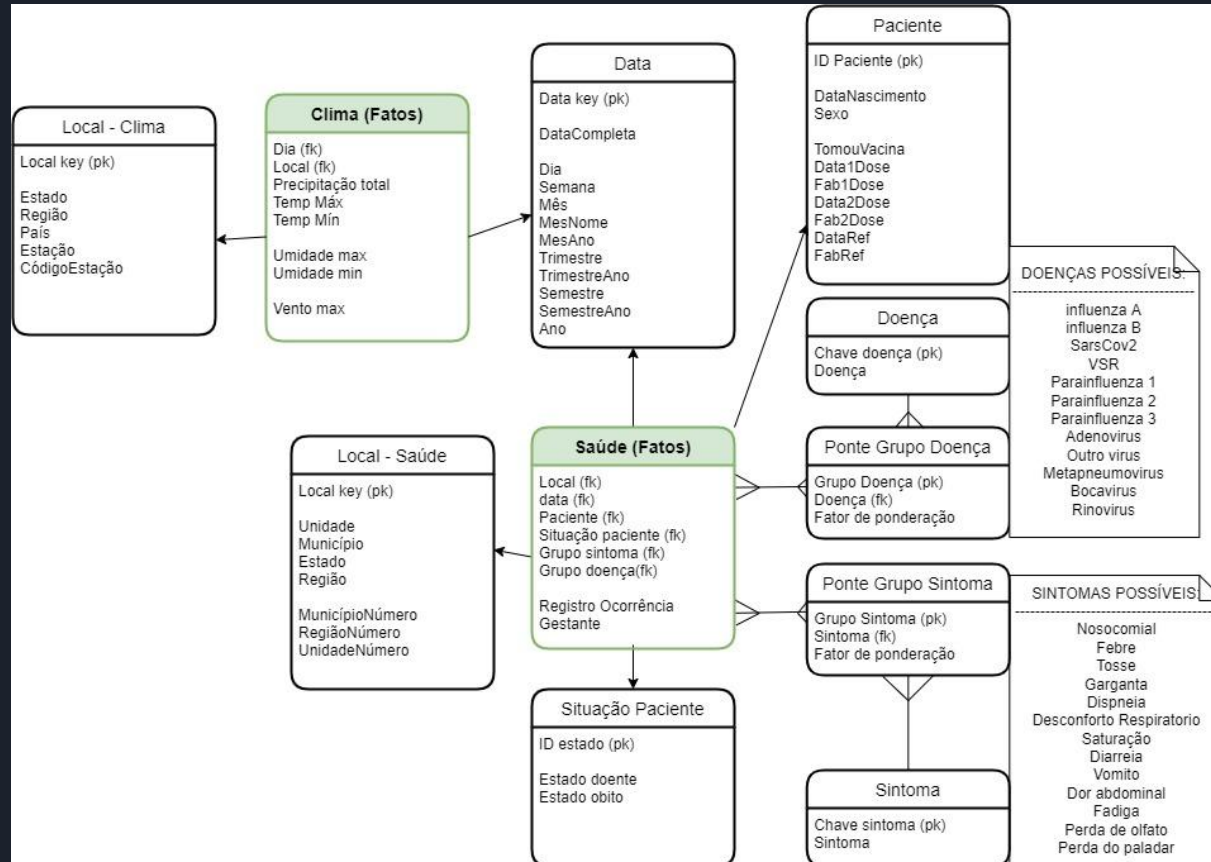 Local - Clima
Local key (pk)
Estado
Região
País
Estação
CódigoEstação
Clima (Fatos)
Dia (fk)
Local (fk)
Precipitação total
Temp Máx
Temp Mín
Umidade max
Umidade min
Vento max
Data
Data key (pk)
DataCompleta
Dia
Semana
Mês
MesNome
MesAno
Trimestre
TrimestreAno
Semestre
SemestreAno
Ano
Paciente
ID Paciente (pk)
DataNascimento
Sexo
TomouVacina
Data1Dose
Fab1Dose
Data2Dose
Fab2Dose
DataRef
FabRef
DOENÇAS POSSÍVEIS:
influenza A
influenza B
SarsCov2
VSR
Parainfluenza 1
Parainfluenza 2
Parainfluenza 3
Adenovirus
Outro virus
Metapneumovirus
Bocavirus
Rinovirus
Doença
Chave doença (pk)
Doença
Local - Saúde
Local key (pk)
Unidade
Município
Estado
Região
MunicípioNúmero
RegiãoNúmero
UnidadeNúmero
Saúde (Fatos)
Local (fk)
data (fk)
Paciente (fk)
Situação paciente (fk)
Grupo sintoma (fk)
Grupo doença(fk)
Registro Ocorrência
Gestante
Ponte Grupo Doença
Grupo Doença (pk)
Doença (fk)
Fator de ponderação
Ponte Grupo Sintoma
Grupo Sintoma (pk)
Sintoma (fk)
Fator de ponderação
SINTOMAS POSSÍVEIS:
Nosocomial
Febre
Tosse
Garganta
Dispneia
Desconforto Respiratorio
Saturação
Diarreia
Vomito
Dor abdominal
Fadiga
Perda de olfato
Perda do paladar
Situação Paciente
ID estado (pk)
Estado doente
Estado obito
Sintoma
Chave sintoma (pk)
Sintoma